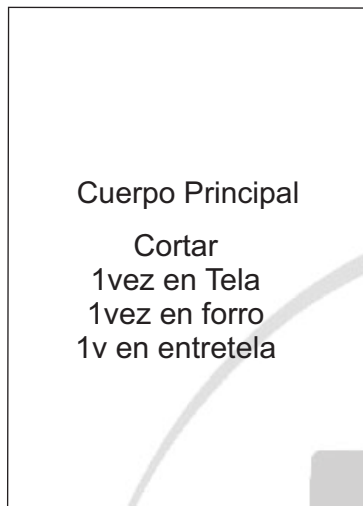 Cuerpo Principal
Cortar
1vez en Tela
1vez en forro
1v en entretela